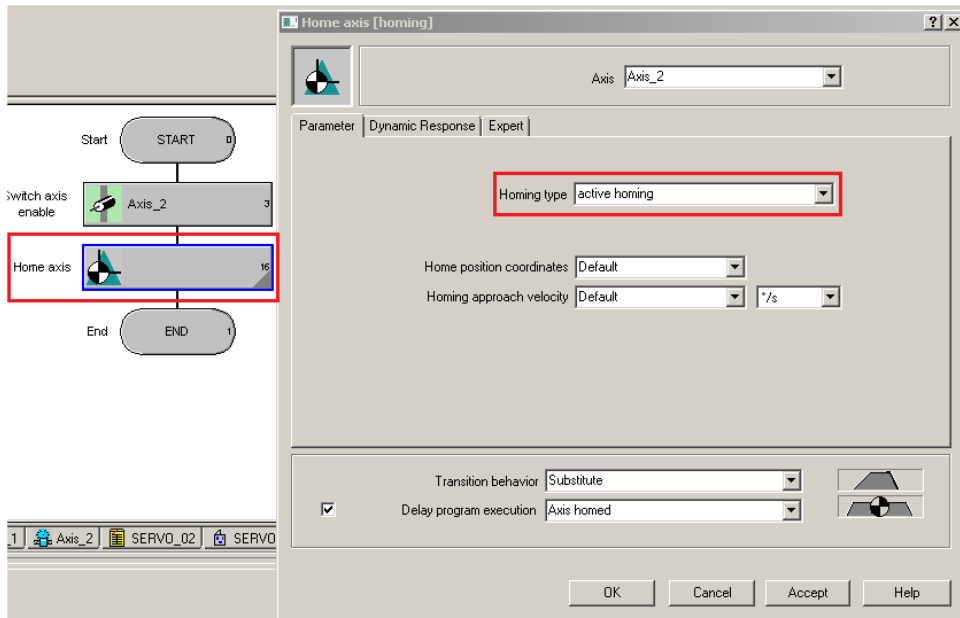 Home axis [homing]
Axis Axis_2
Parameter Dynamic Response Expert
Homing type active homing
Home position coordinates Default
Homing approach velocity Default °/s
Transition behavior Substitute
Delay program execution Axis homed
OK Cancel Accept Help
Start START 0
Switch axis
enable
Axis_2 3
Home axis 16
End END 1
_1 Axis_2 SERVO_02 SERVO